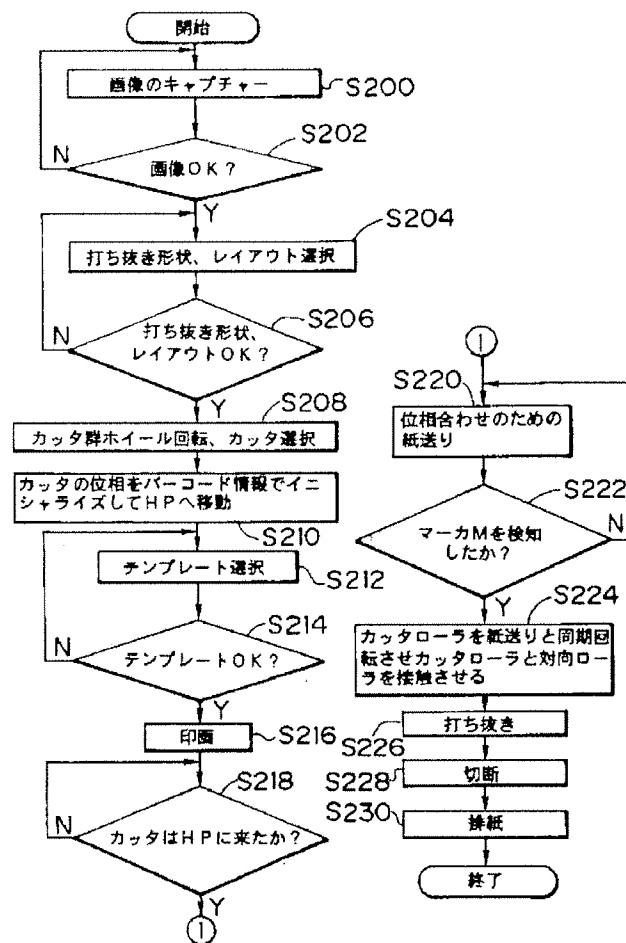 開始
画像のキャプチャー
S200
S202
N
画像OK?
Y
S204
打ち抜き形状、レイアウト選択
S206
N
打ち抜き形状、
レイアウトOK?
Y
S208
カッタ群ホイール回転、カッタ選択
カッタの位相をバーコード情報でイニ
シャライズしてHPへ移動
S210
テンプレート選択
S212
S214
N
テンプレートOK?
Y
印画
S216
S218
N
カッタはHPに来たか?
Y
1
1
S220
位相合わせのための
紙送り
S222
マーカMを検知
したか?
N
Y
S224
カッタローラを紙送りと同期回
転させカッタローラと対向ロー
ラを接触させる
打ち抜き
S226
切断
S228
排紙
S230
終了